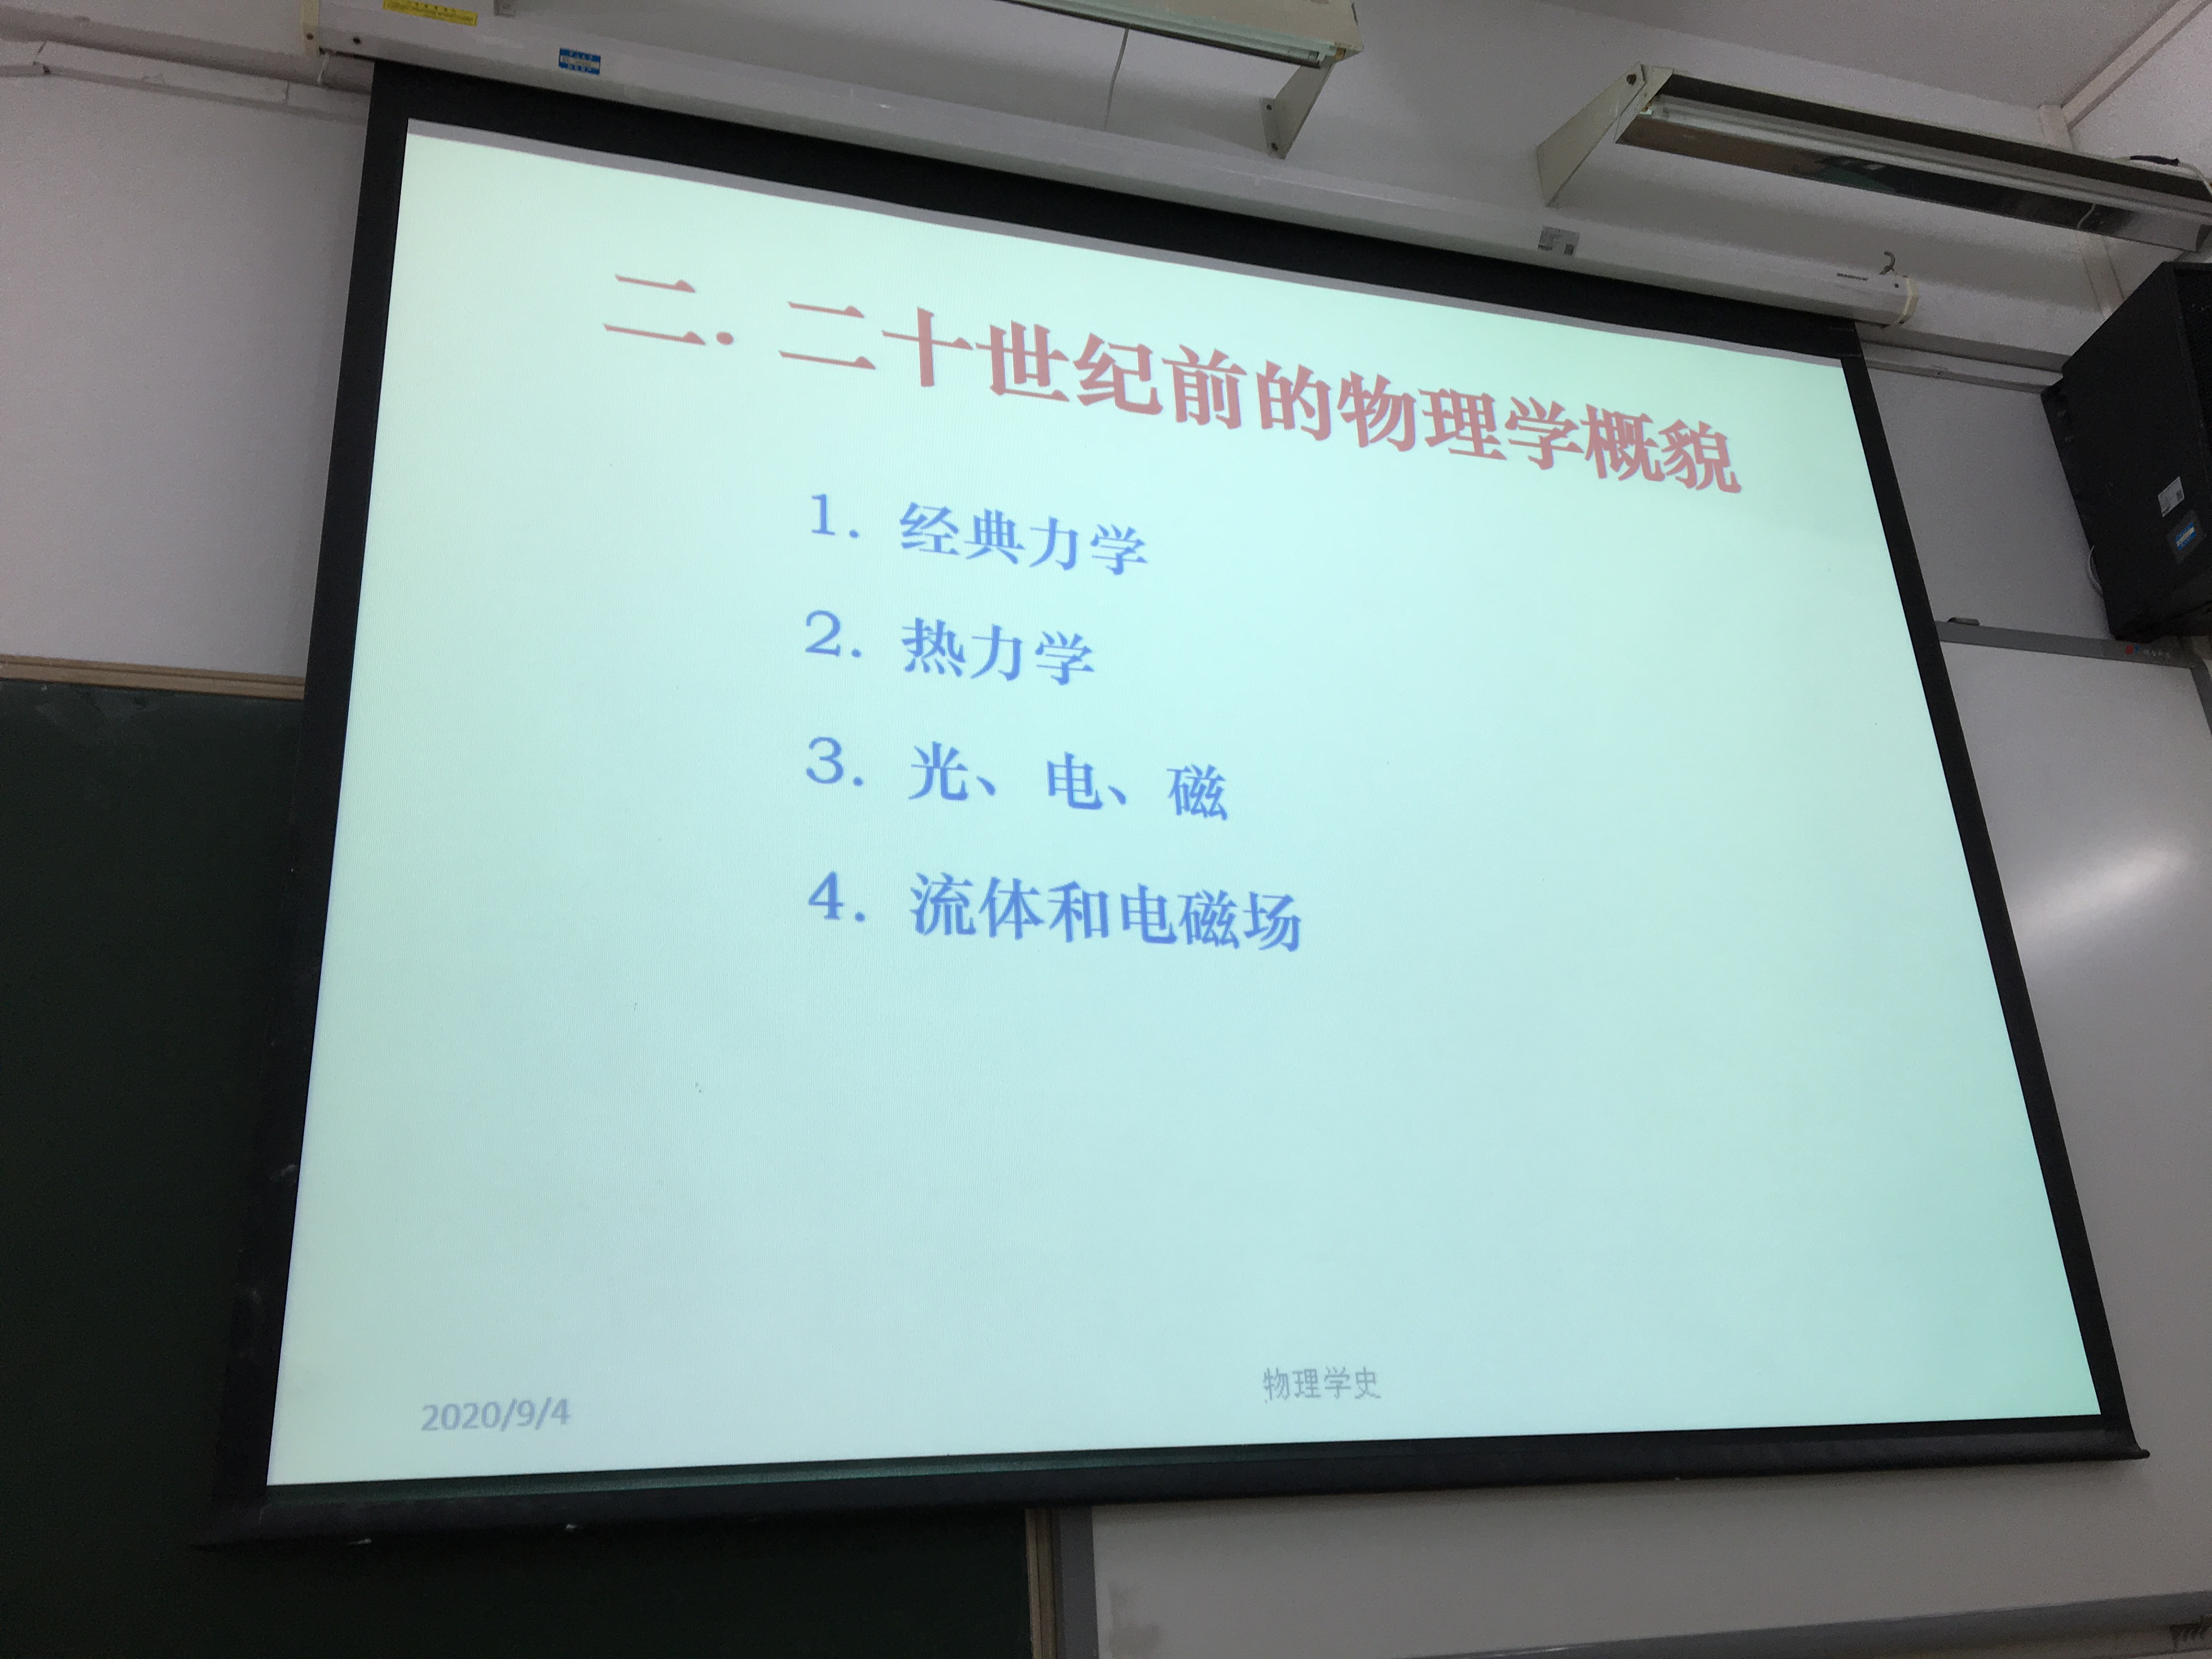 二. 二十世纪前的物理学概貌
1. 经典力学
2. 热力学
3. 光、电、磁
4. 流体和电磁场
2020/9/4
物理学史